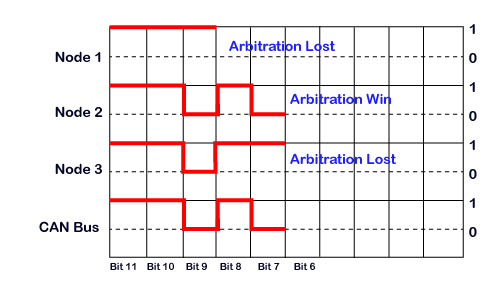 1
Arbitration Lost
Node 1 0
1
Arbitration Win
Node 2 0
1
Arbitration Lost
Node 3 0
1
CAN Bus 0
Bit 11 Bit 10 Bit 9 Bit 8 Bit 7 Bit 6